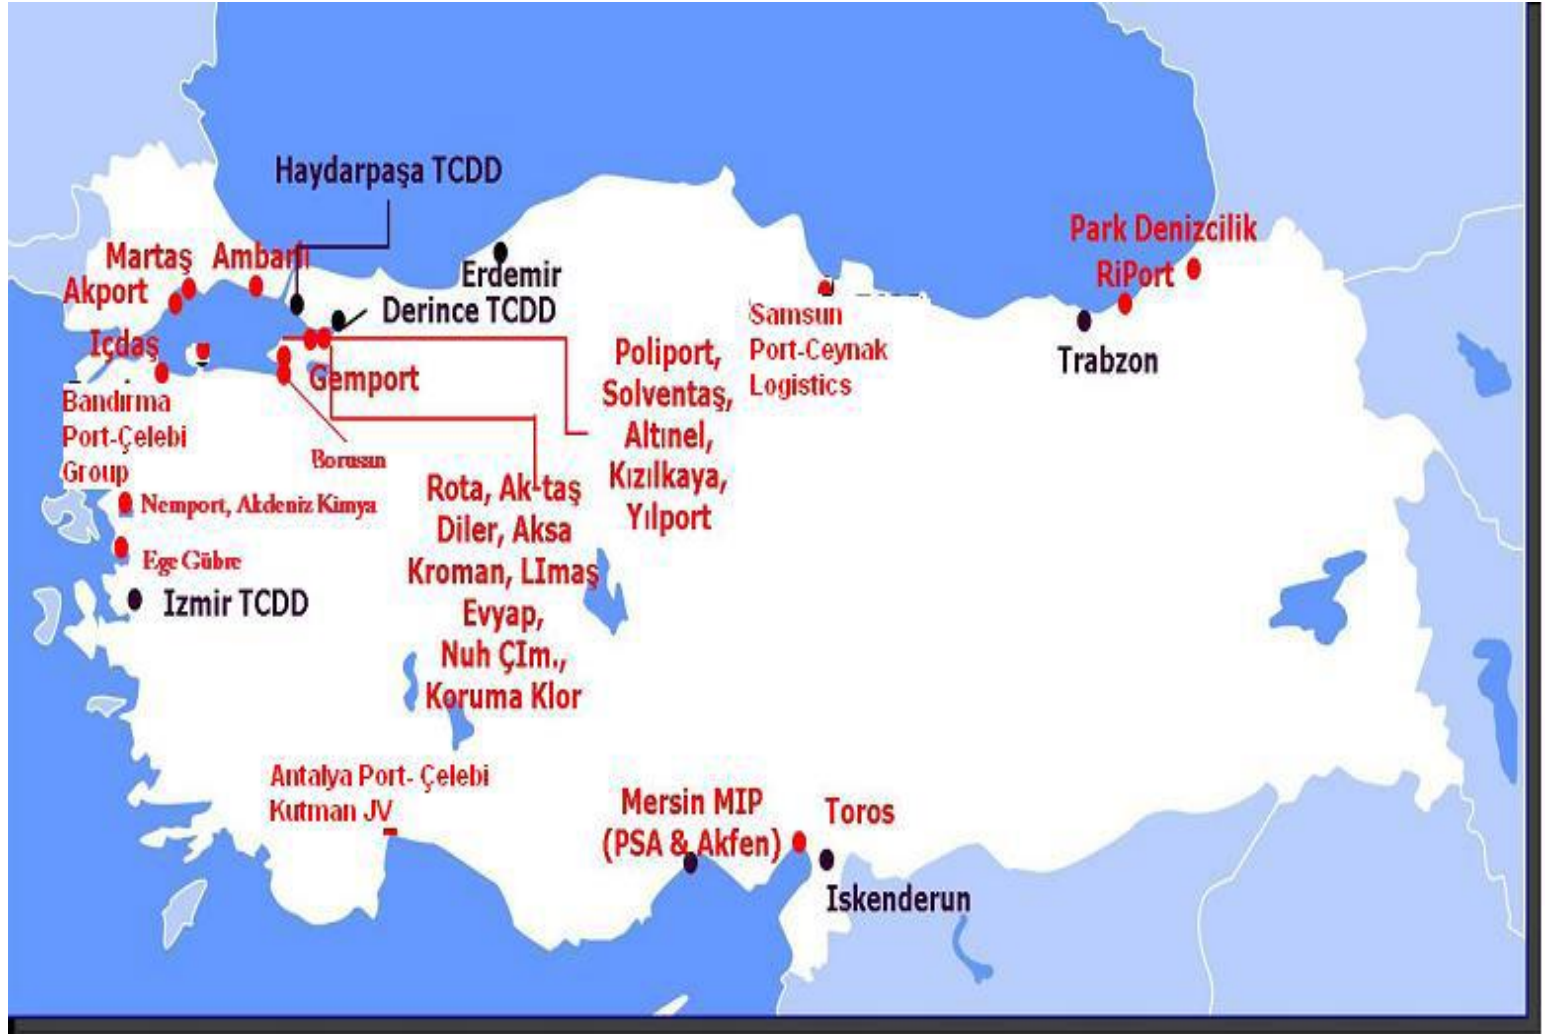 Haydarpaşa TCDD
Martaş
Ambarlı
Akport
Erdemir
Derince TCDD
Içdaş
Gemport
Bandırma
Port-Çelebi
Group
Borusan
Nemport, Akdeniz Kimya
Ege Gübre
Izmir TCDD
Rota, Ak-taş
Diler, Aksa
Kroman, LImaş
Evyap,
Nuh ÇIm.,
Koruma Klor
Poliport,
Solventaş,
Altınel,
Kızılkaya,
Yılport
Samsun
Port-Ceynak
Logistics
Park Denizcilik
RiPort
Trabzon
Antalya Port- Çelebi
Kutman JV
Mersin MIP
(PSA & Akfen)
Toros
Iskenderun